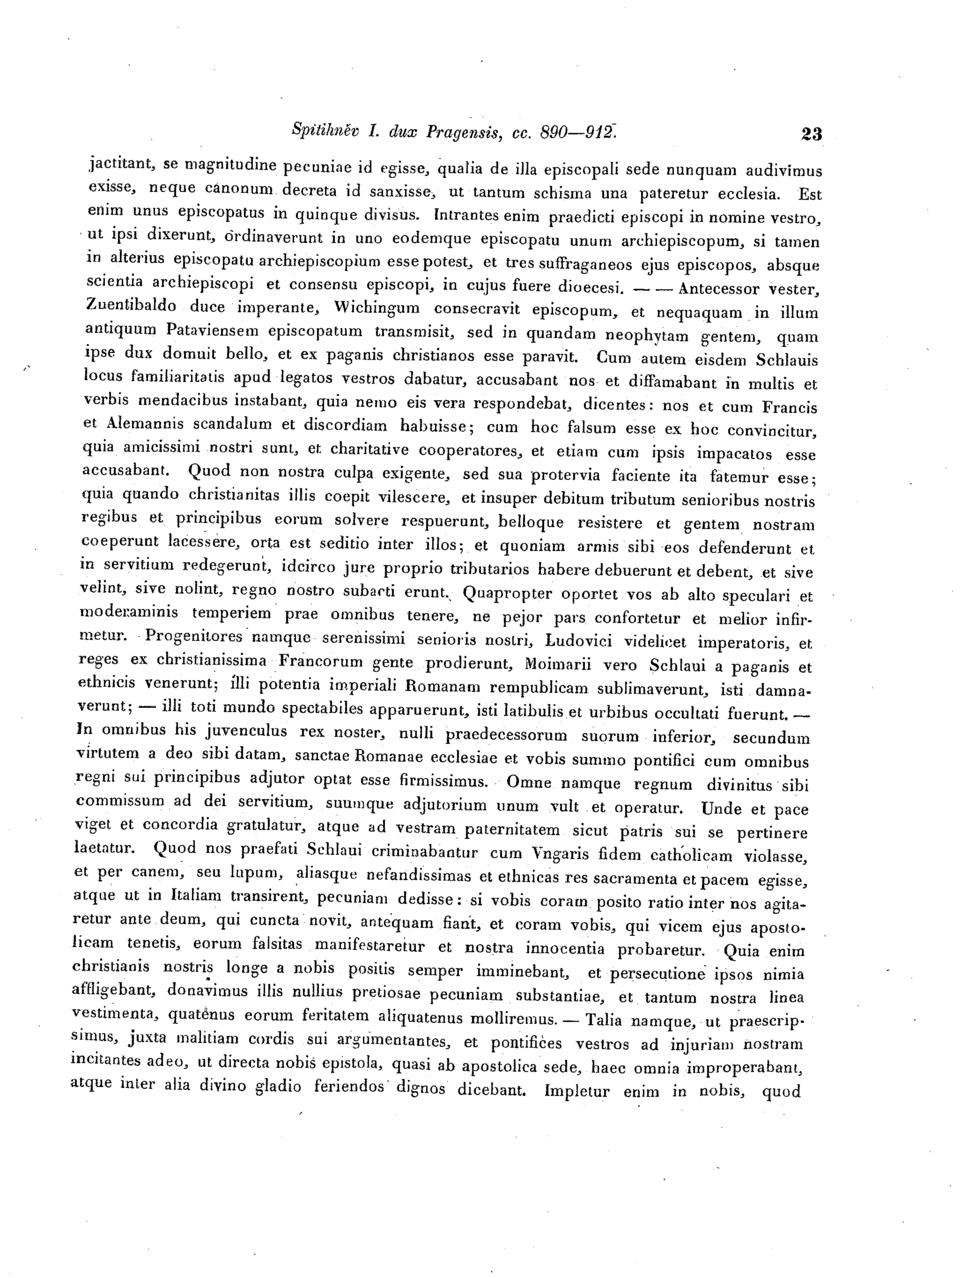 Spitihněv I. dux Pragensis, cc. 890—912. 23
jactitant, se magnitudine pecuniae id egisse, qualia de illa episcopali sede nunquam audivimus
exisse, neque canonum decreta id sanxisse, ut tantum schisma una pateretur ecclesia. Est
enim unus episcopatus in quinque divisus. Intrantes enim praedicti episcopi in nomine vestro,
ut ipsi dixerunt, ordinaverunt in uno eodemque episcopatu unum archiepiscopum, si tamen
in alterius episcopatu archiepiscopium esse potest, et tres suffraganeos ejus episcopos, absque
scientia archiepiscopi et consensu episcopi, in cujus fuere dioecesi. — — Antecessor vester,
Zuentibaldo duce imperante, Wichingum consecravit episcopum, et nequaquam in illum
antiquum Pataviensem episcopatum transmisit, sed in quandam neophytam gentem, quam
ipse dux domuit bello, et ex paganis christianos esse paravit. Cum autem eisdem Schlauis
locus familiaritatis apud legatos vestros dabatur, accusabant nos et diffamabant in multis et
verbis mendacibus instabant, quia nemo eis vera respondebat, dicentes: nos et cum Francis
et Alemannis scandalum et discordiam habuisse; cum hoc falsum esse ex hoc convincitur,
quia amicissimi nostri sunt, et charitative cooperatores, et etiam cum ipsis impacatos esse
accusabant. Quod non nostra culpa exigente, sed sua protervia faciente ita fatemur esse;
quia quando christianitas illis coepit vilescere, et insuper debitum tributum senioribus nostris
regibus et principibus eorum solvere respuerunt, belloque resistere et gentem nostram
coeperunt lacessere, orta est seditio inter illos; et quoniam armis sibi eos defenderunt et
in servitium redegerunt, idcirco jure proprio tributarios habere debuerunt et debent, et sive
velint, sive nolint, regno nostro subacti erunt. Quapropter oportet vos ab alto speculari et
moderaminis temperiem prae omnibus tenere, ne pejor pars confortetur et melior infir-
metur. Progenitores namque serenissimi senioris nostri, Ludovici videlicet imperatoris, et
reges ex christianissima Francorum gente prodierunt, Moimarii vero Schlaui a paganis et
ethnicis venerunt; illi potentia imperiali Romanam rempublicam sublimaverunt, isti damna-
verunt; — illi toti mundo spectabiles apparuerunt, isti latibulis et urbibus occultati fuerunt. —
In omnibus his juvenculus rex noster, nulli praedecessorum suorum inferior, secundum
virtutem a deo sibi datam, sanctae Romanae ecclesiae et vobis summo pontifici cum omnibus
regni sui principibus adjutor optat esse firmissimus. Omne namque regnum divinitus sibi
commissum ad dei servitium, suumque adjutorium unum vult et operatur. Unde et pace
viget et concordia gratulatur, atque ad vestram paternitatem sicut patris sui se pertinere
laetatur. Quod nos praefati Schlaui criminabantur cum Vngaris fidem catholicam violasse,
et per canem, seu lupum, aliasque nefandissimas et ethnicas res sacramenta et pacem egisse,
atque ut in Italiam transirent, pecuniam dedisse: si vobis coram posito ratio inter nos agita-
retur ante deum, qui cuncta novit, antequam fiant, et coram vobis, qui vicem ejus aposto-
licam tenetis, eorum falsitas manifestaretur et nostra innocentia probaretur. Quia enim
christianis nostris longe a nobis positis semper imminebant, et persecutione ipsos nimia
affligebant, donavimus illis nullius pretiosae pecuniam substantiae, et tantum nostra linea
vestimenta, quatenus eorum feritatem aliquatenus molliremus. — Talia namque, ut praescrip-
simus, juxta malitiam cordis sui argumentantes, et pontifices vestros ad injuriam nostram
incitantes adeo, ut directa nobis epistola, quasi ab apostolica sede, haec omnia improperabant,
atque inter alia divino gladio feriendos dignos dicebant. Impletur enim in nobis, quod